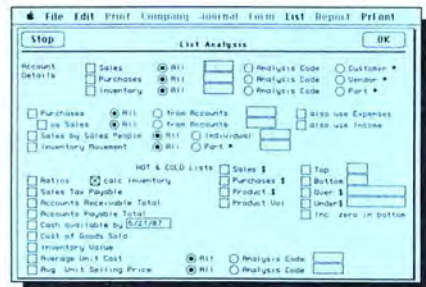 File Edit Print Company Journal Form List Report PrFont
Stop List Analysis OK
Account Details
Sales All Analysis Code Customer *
Purchases All Analysis Code Vendor *
Inventory All Analysis Code Part *
Purchases All from Accounts also use Expenses
vs Sales All from Accounts also use Income
Sales by Sales People All Individual
Inventory Movement All Part *
HOT & COLD Lists Sales $ Top
Ratios calc inventory Purchases $ Bottom
Sales Tax Payable Product $ Over $
Accounts Receivable Total Product Vol Under $
Accounts Payable Total Inc. zero in bottom
Cash available by 5/21/87
Cost of Goods Sold
Inventory Value
Average Unit Cost All Analysis Code
Avg Unit Selling Price All Analysis Code